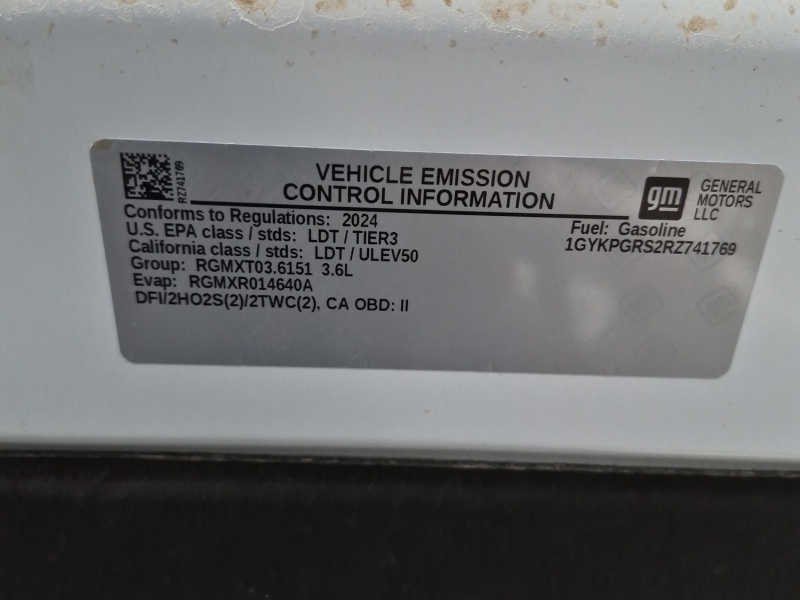 RZ741769
VEHICLE EMISSION
CONTROL INFORMATION
gm
GENERAL
MOTORS
LLC
Conforms to Regulations: 2024
U.S. EPA class / stds: LDT / TIER3
California class / stds: LDT / ULEV50
Group: RGMXT03.6151 3.6L
Evap: RGMXR014640A
DFI/2HO2S(2)/2TWC(2), CA OBD: II
Fuel: Gasoline
1GYKPGRS2RZ741769